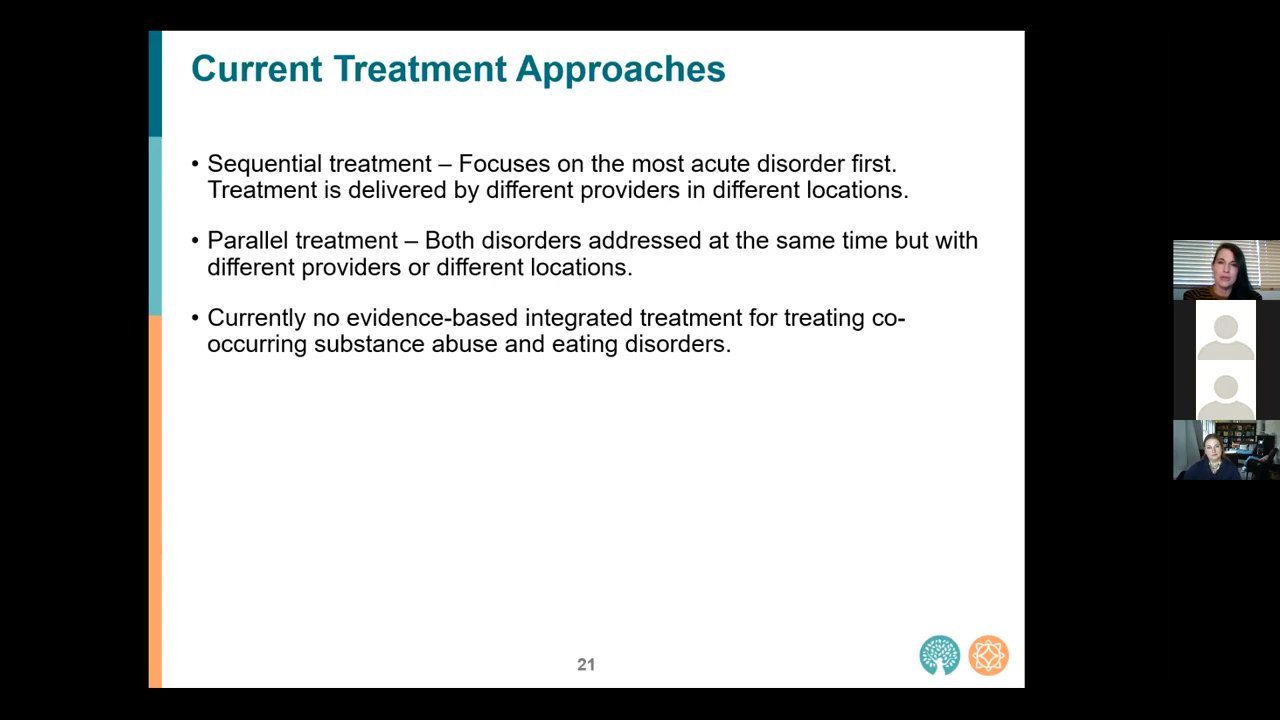 Current Treatment Approaches
• Sequential treatment – Focuses on the most acute disorder first.
Treatment is delivered by different providers in different locations.
• Parallel treatment – Both disorders addressed at the same time but with
different providers or different locations.
• Currently no evidence-based integrated treatment for treating co-
occurring substance abuse and eating disorders.
21